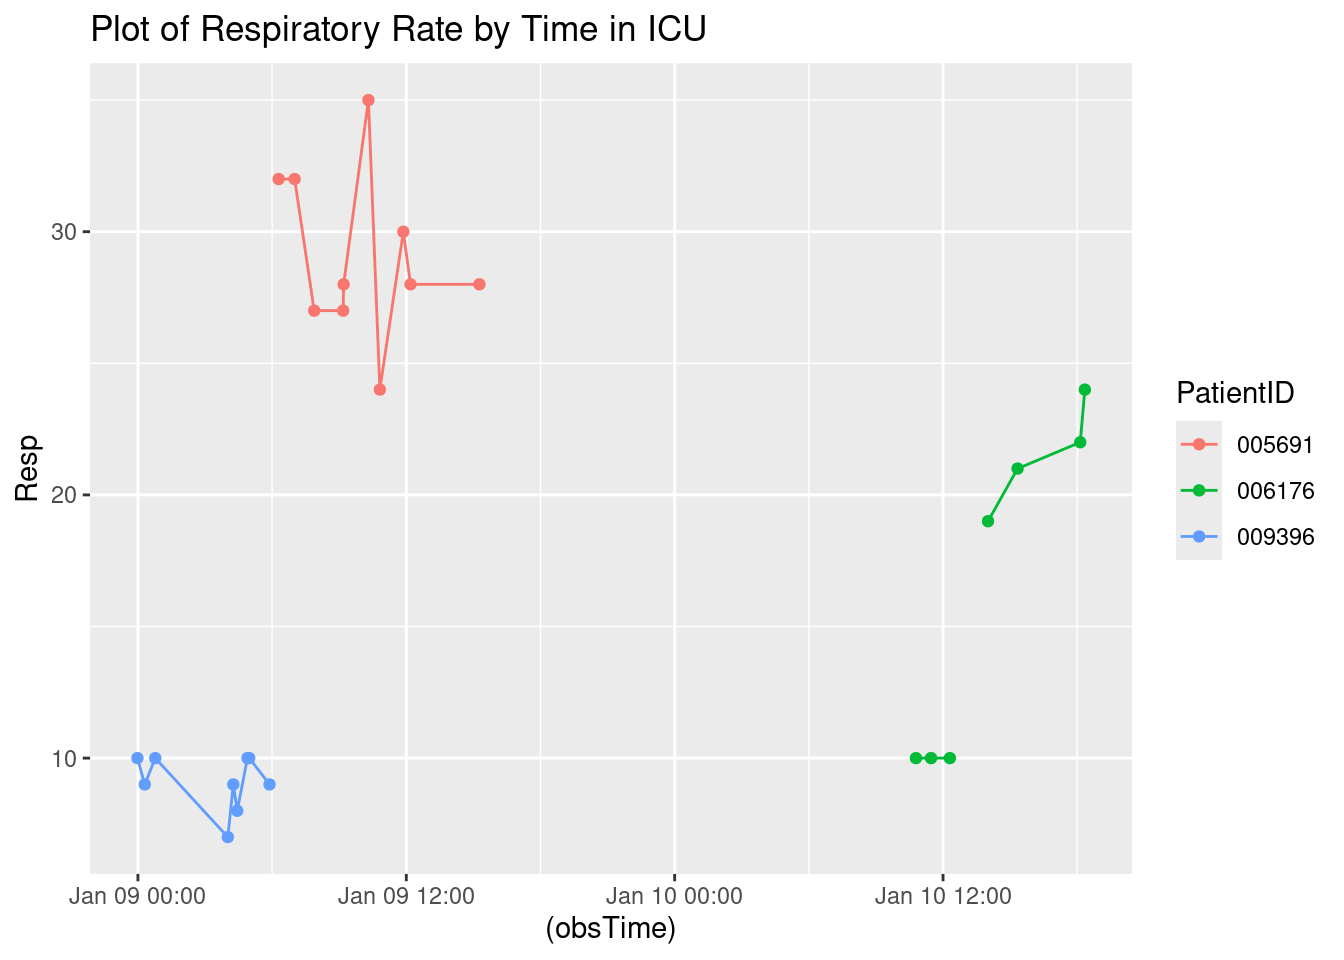 Plot of Respiratory Rate by Time in ICU
Resp
30
20
10
Jan 09 00:00
Jan 09 12:00
Jan 10 00:00
Jan 10 12:00
(obsTime)
PatientID
005691
006176
009396